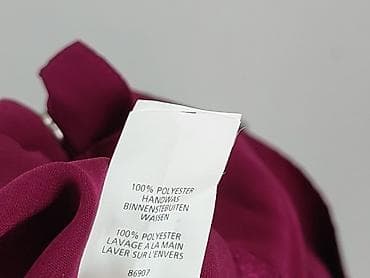 100% POLYESTER
HANDWAS
BINNENSTEBUITEN
WASSEN
100% POLYESTER
LAVAGE A LA MAIN
LAVER SUR L'ENVERS
86907